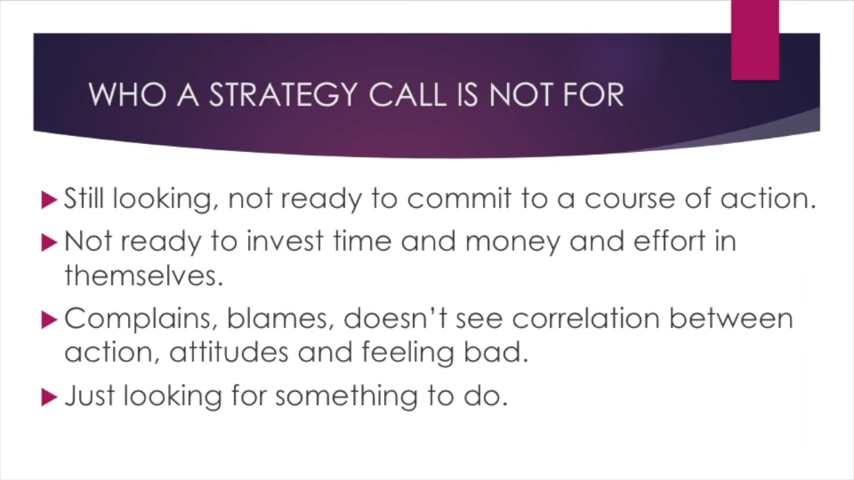 WHO A STRATEGY CALL IS NOT FOR
Still looking, not ready to commit to a course of action.
Not ready to invest time and money and effort in
themselves.
Complains, blames, doesn’t see correlation between
action, attitudes and feeling bad.
Just looking for something to do.